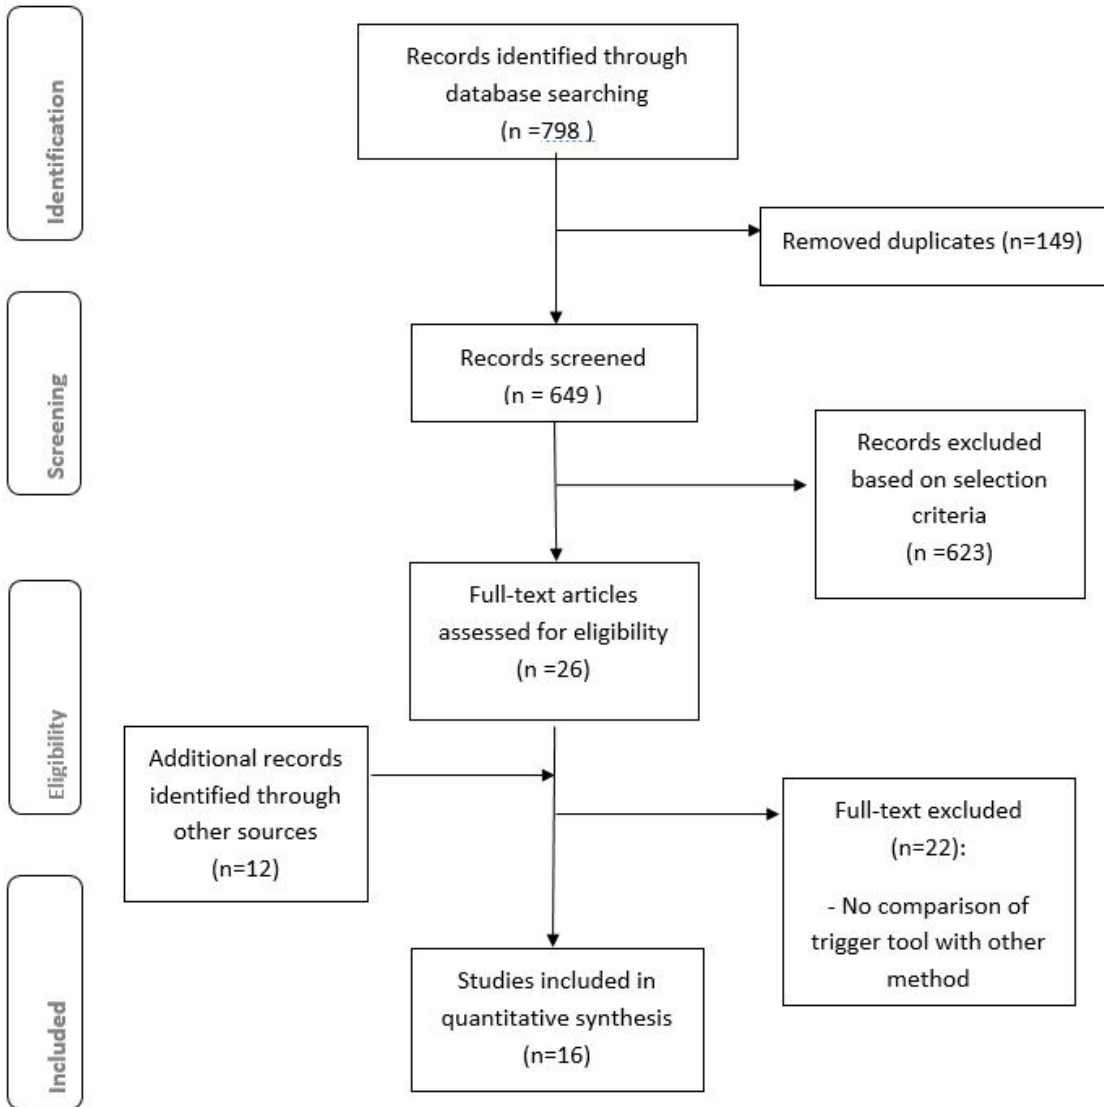 Identification
Records identified through
database searching
(n =798 )
Removed duplicates (n=149)
Screening
Records screened
(n = 649 )
Records excluded
based on selection
criteria
(n =623)
Eligibility
Full-text articles
assessed for eligibility
(n =26)
Additional records
identified through
other sources
(n=12)
Full-text excluded
(n=22):
- No comparison of
trigger tool with other
method
Included
Studies included in
quantitative synthesis
(n=16)